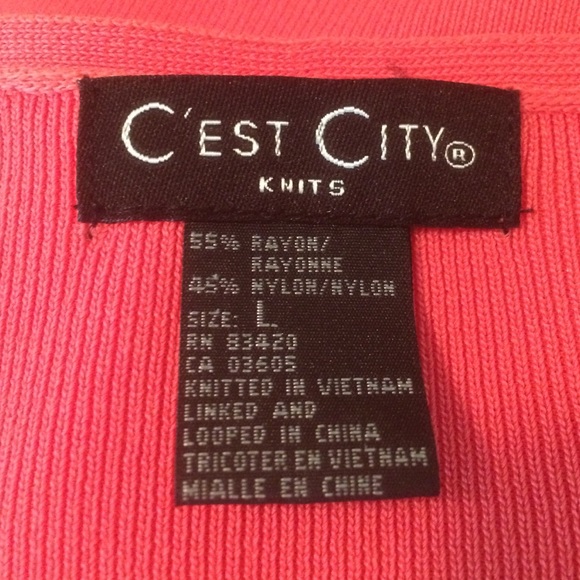 C'EST CITY®
KNITS
55% RAYON/
RAYONNE
45% NYLON/NYLON
SIZE: L
RN 83420
CA 03605
KNITTED IN VIETNAM
LINKED AND
LOOPED IN CHINA
TRICOTER EN VIETNAM
MIALLE EN CHINE